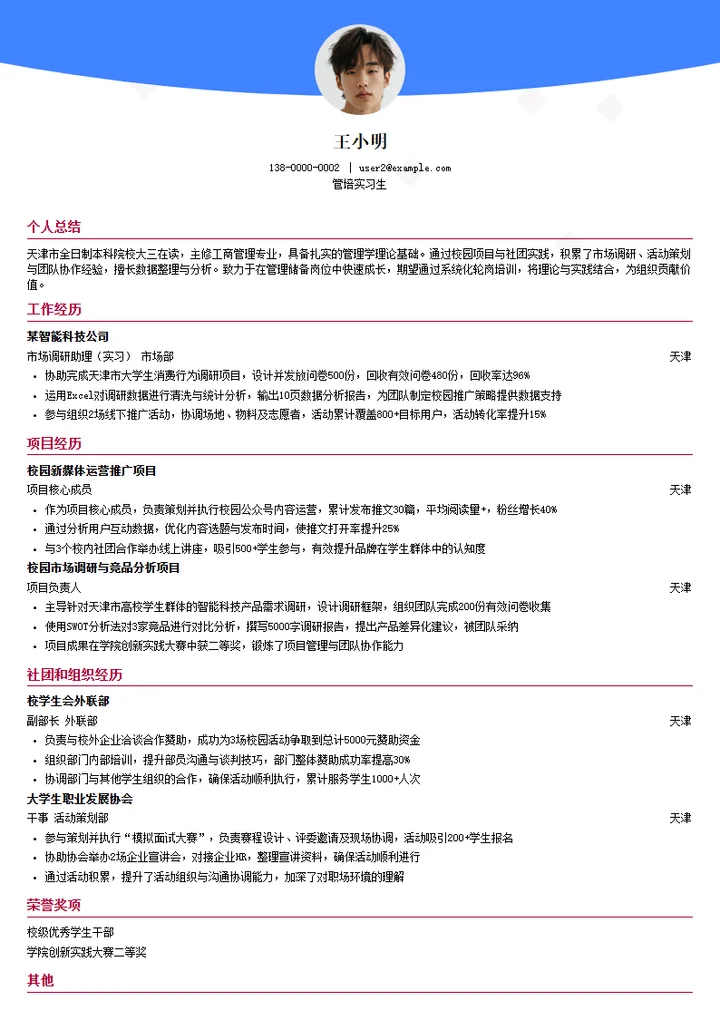 王小明
138-0000-0002 | user2@example.com
管培实习生
个人总结
天津市全日制本科院校大三在读，主修工商管理专业，具备扎实的管理学理论基础。通过校园项目与社团实践，积累了市场调研、活动策划
与团队协作经验，擅长数据整理与分析。致力于在管理储备岗位中快速成长，期望通过系统化轮岗培训，将理论与实践结合，为组织贡献价
值。
工作经历
某智能科技公司
市场调研助理（实习） 市场部 天津
• 协助完成天津市大学生消费行为调研项目，设计并发放问卷500份，回收有效问卷480份，回收率达96%
• 运用Excel对调研数据进行清洗与统计分析，输出10页数据分析报告，为团队制定校园推广策略提供数据支持
• 参与组织2场线下推广活动，协调场地、物料及志愿者，活动累计覆盖800+目标用户，活动转化率提升15%
项目经历
校园新媒体运营推广项目
项目核心成员 天津
• 作为项目核心成员，负责策划并执行校园公众号内容运营，累计发布推文30篇，平均阅读量+，粉丝增长40%
• 通过分析用户互动数据，优化内容选题与发布时间，使推文打开率提升25%
• 与3个校内社团合作举办线上讲座，吸引500+学生参与，有效提升品牌在学生群体中的认知度
校园市场调研与竞品分析项目
项目负责人 天津
• 主导针对天津市高校学生群体的智能科技产品需求调研，设计调研框架，组织团队完成200份有效问卷收集
• 使用SWOT分析法对3家竞品进行对比分析，撰写5000字调研报告，提出产品差异化建议，被团队采纳
• 项目成果在学院创新实践大赛中获二等奖，锻炼了项目管理与团队协作能力
社团和组织经历
校学生会外联部
副部长 外联部 天津
• 负责与校外企业洽谈合作赞助，成功为3场校园活动争取到总计5000元赞助资金
• 组织部门内部培训，提升部员沟通与谈判技巧，部门整体赞助成功率提高30%
• 协调部门与其他学生组织的合作，确保活动顺利执行，累计服务学生1000+人次
大学生职业发展协会
干事 活动策划部 天津
• 参与策划并执行“模拟面试大赛”，负责赛程设计、评委邀请及现场协调，活动吸引200+学生报名
• 协助协会举办2场企业宣讲会，对接企业HR，整理宣讲资料，确保活动顺利进行
• 通过活动积累，提升了活动组织与沟通协调能力，加深了对职场环境的理解
荣誉奖项
校级优秀学生干部
学院创新实践大赛二等奖
其他